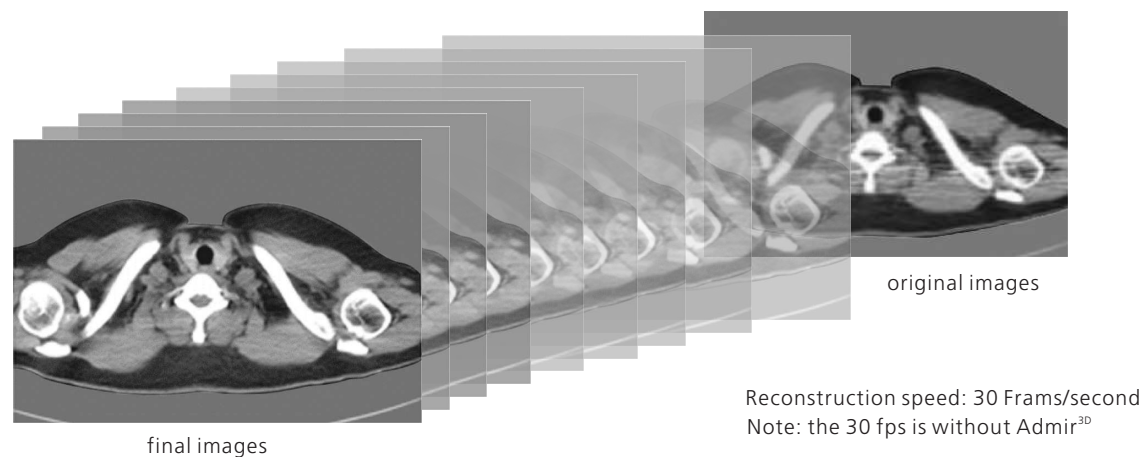 original images
Reconstruction speed: 30 Frams/second
Note: the 30 fps is without Admir3D
final images